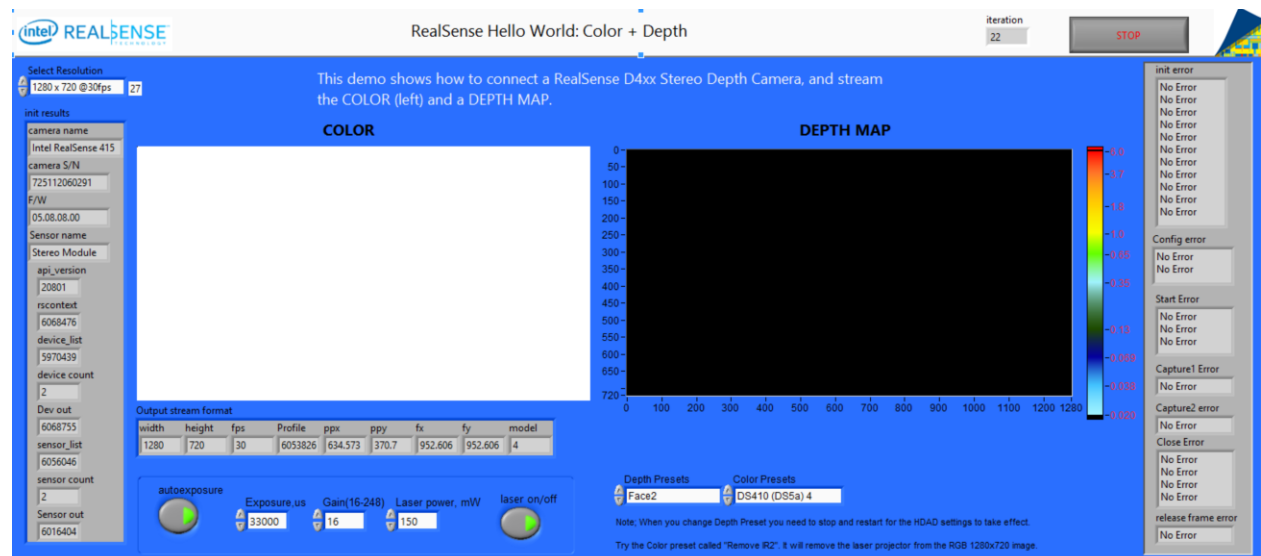 intel REALSENSE
TECHNOLOGY
RealSense Hello World: Color + Depth
iteration
22
STOP
Select Resolution
1280 x 720 @30fps
27
This demo shows how to connect a RealSense D4xx Stereo Depth Camera, and stream
the COLOR (left) and a DEPTH MAP.
init results
camera name
Intel RealSense 415
camera S/N
725112060291
F/W
05.08.08.00
Sensor name
Stereo Module
api_version
20801
rscontext
6068476
device_list
5970439
device count
2
Dev out
6068755
sensor_list
6056046
sensor count
2
Sensor out
6016404
COLOR
Output stream format
width height fps Profile ppx ppy fx fy model
1280 720 30 6053826 634.573 370.7 952.606 952.606 4
autoexposure
Exposure,us
33000
Gain(16-248)
16
Laser power, mW
150
laser on/off
DEPTH MAP
0
50
100
150
200
250
300
350
400
450
500
550
600
650
720
0 100 200 300 400 500 600 700 800 900 1000 1100 1200 1280
Depth Presets
Face2
Color Presets
DS410 (DS5a) 4
Note; When you change Depth Preset you need to stop and restart for the HDAD settings to take effect.
Try the Color preset called "Remove IR2". It will remove the laser projector from the RGB 1280x720 image.
init error
No Error
No Error
No Error
No Error
No Error
No Error
No Error
No Error
No Error
No Error
No Error
Config error
No Error
No Error
Start Error
No Error
No Error
No Error
Capture1 Error
No Error
Capture2 error
No Error
Close Error
No Error
No Error
No Error
No Error
release frame error
No Error